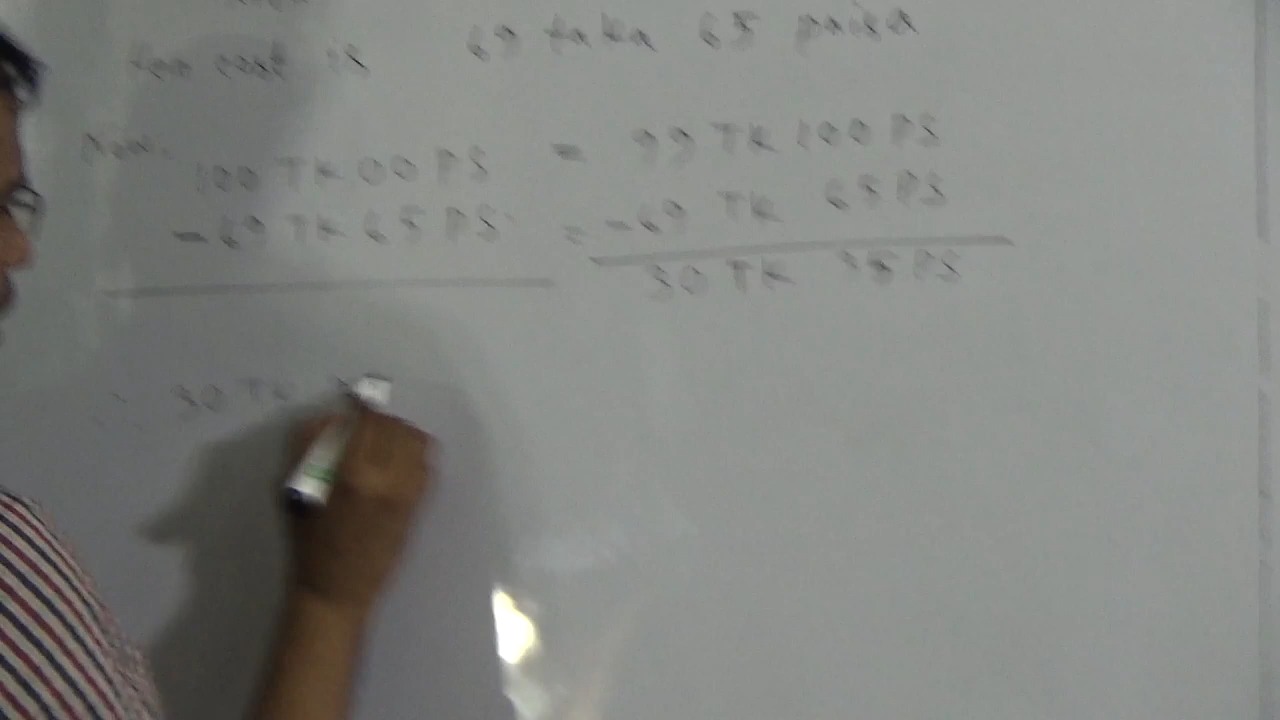 cost is 69 taka 65 paisa
100 TK 00 PS = 99 TK 100 PS
- 69 TK 65 PS = - 69 TK 65 PS
30 TK 35 PS
∴ 30 TK